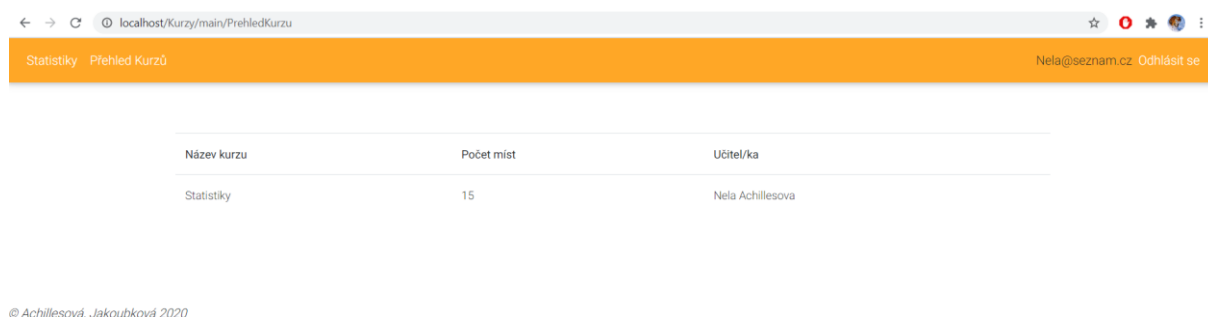 localhost/Kurzy/main/PrehledKurzu
Statistiky Přehled Kurzů Nela@seznam.cz Odhlásit se
Název kurzu Počet míst Učitel/ka
Statistiky 15 Nela Achillesova
© Achillesová, Jakoubková 2020